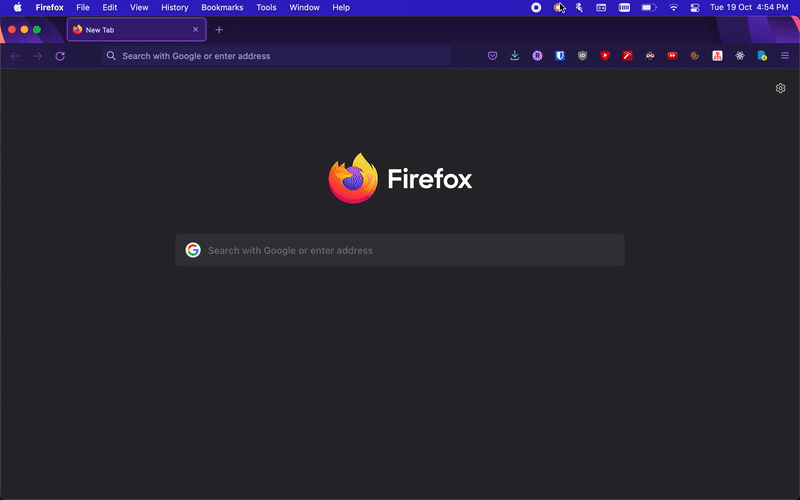 Firefox File Edit View History Bookmarks Tools Window Help Tue 19 Oct 4:54 PM
New Tab
Search with Google or enter address
Firefox
Search with Google or enter address